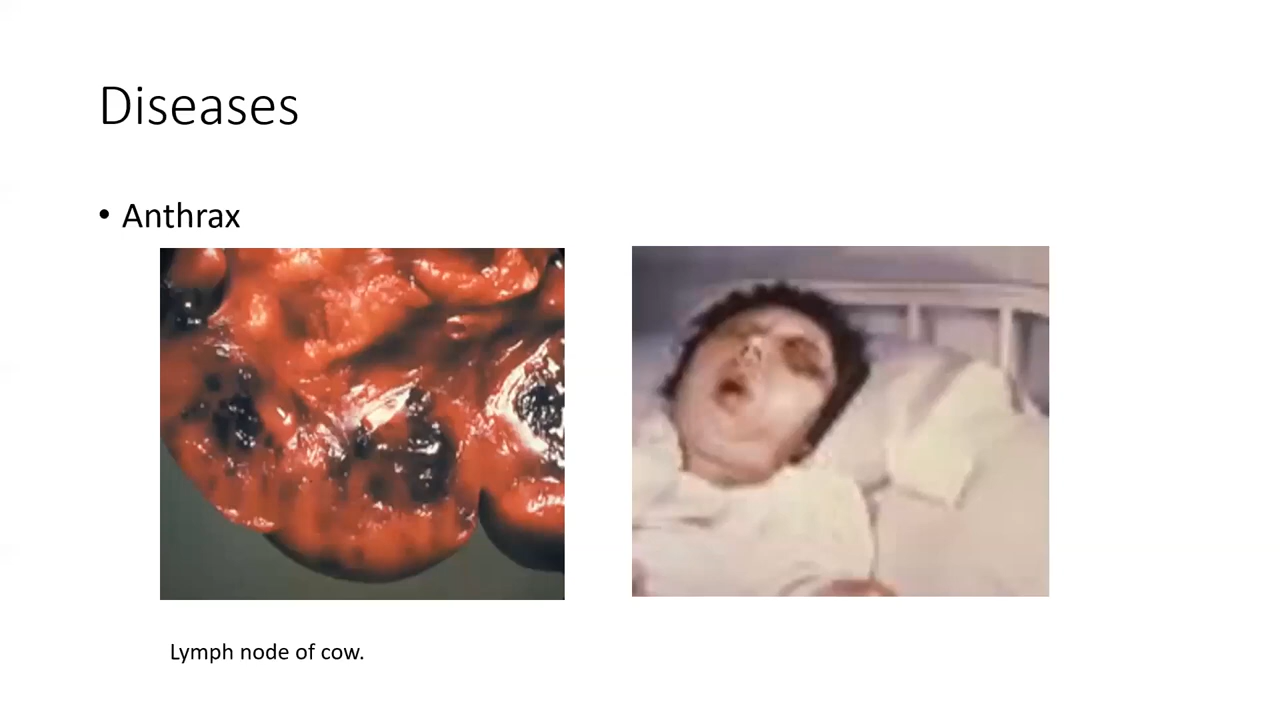 Diseases
• Anthrax
Lymph node of cow.